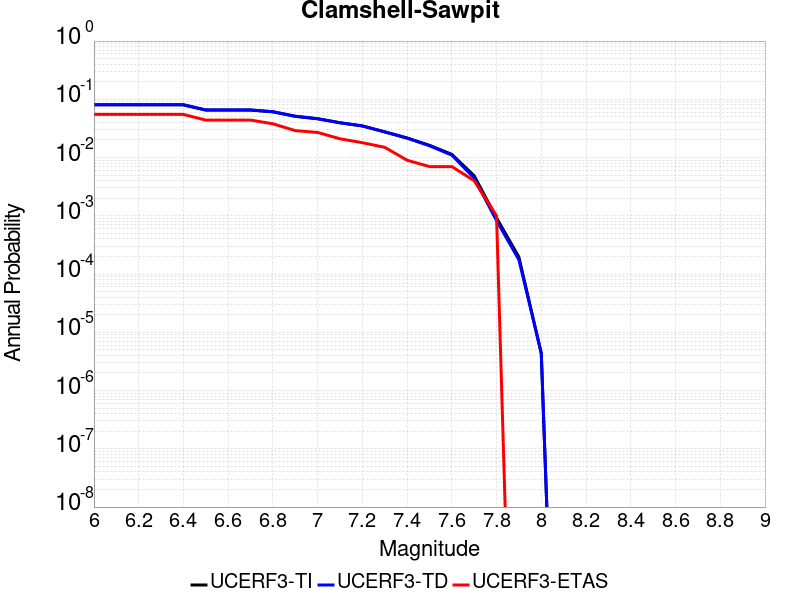 Clamshell-Sawpit
10^0
10^-1
10^-2
10^-3
10^-4
10^-5
10^-6
10^-7
10^-8
Annual Probability
6 6.2 6.4 6.6 6.8 7 7.2 7.4 7.6 7.8 8 8.2 8.4 8.6 8.8 9
Magnitude
UCERF3-TI UCERF3-TD UCERF3-ETAS